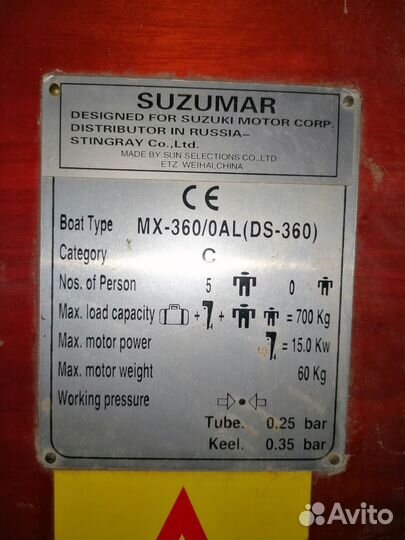 SUZUMAR
DESIGNED FOR SUZUKI MOTOR CORP.
DISTRIBUTOR IN RUSSIA–
STINGRAY Co.,Ltd.
MADE BY SUN SELECTIONS CO.,LTD.
ETZ WEIHAI,CHINA
CE
Boat Type MX-360/0AL(DS-360)
Category C
Nos. of Person 5 0
Max. load capacity + + = 700 Kg
Max. motor power = 15.0 Kw
Max. motor weight 60 Kg
Working pressure
Tube. 0.25 bar
Keel. 0.35 bar
Avito